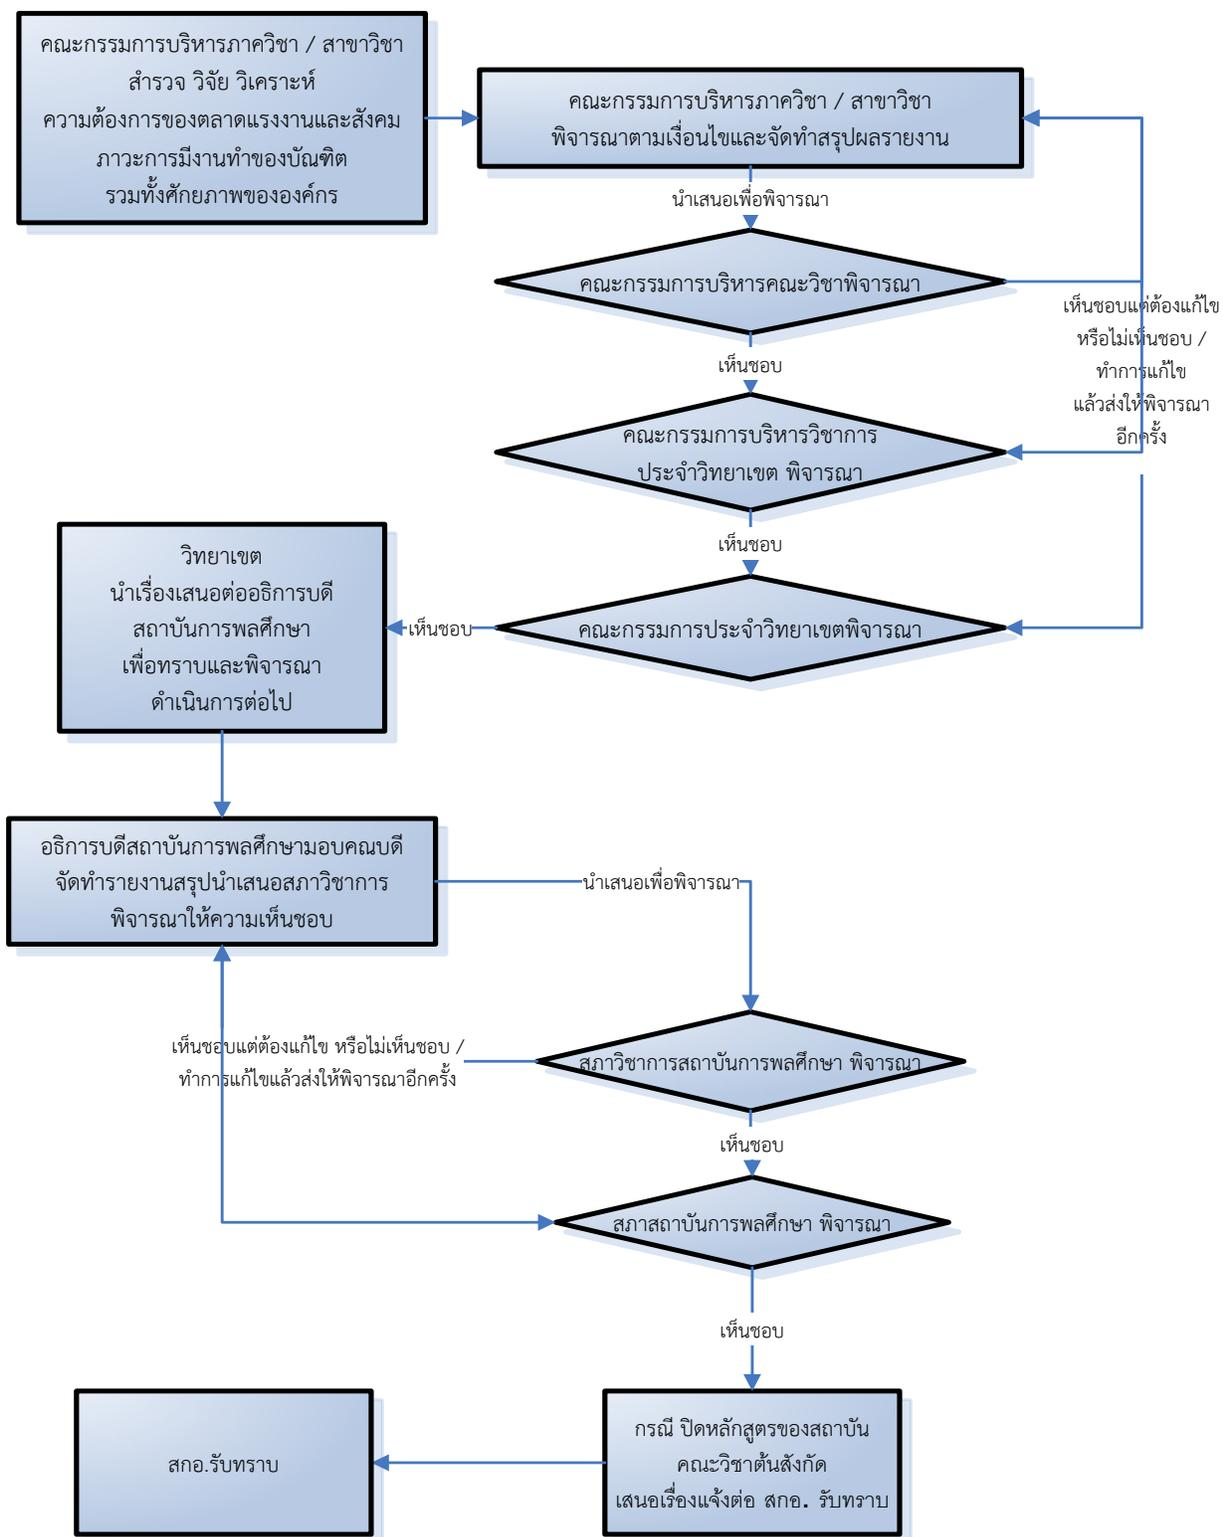 คณะกรรมการบริหารภาควิชา / สาขาวิชา
สำรวจ วิจัย วิเคราะห์
ความต้องการของตลาดแรงงานและสังคม
ภาวะการมีงานทำของบัณฑิต
รวมทั้งศักยภาพขององค์กร
คณะกรรมการบริหารภาควิชา / สาขาวิชา
พิจารณาตามเงื่อนไขและจัดทำสรุปผลรายงาน
นำเสนอเพื่อพิจารณา
คณะกรรมการบริหารคณะวิชาพิจารณา
เห็นชอบแต่ต้องแก้ไข
หรือไม่เห็นชอบ /
ทำการแก้ไข
แล้วส่งให้พิจารณา
อีกครั้ง
เห็นชอบ
คณะกรรมการบริหารวิชาการ
ประจำวิทยาเขต พิจารณา
เห็นชอบ
คณะกรรมการประจำวิทยาเขตพิจารณา
เห็นชอบ
วิทยาเขต
นำเรื่องเสนอต่ออธิการบดี
สถาบันการพลศึกษา
เพื่อทราบและพิจารณา
ดำเนินการต่อไป
อธิการบดีสถาบันการพลศึกษามอบคณบดี
จัดทำรายงานสรุปนำเสนอสภาวิชาการ
พิจารณาให้ความเห็นชอบ
นำเสนอเพื่อพิจารณา
เห็นชอบแต่ต้องแก้ไข หรือไม่เห็นชอบ /
ทำการแก้ไขแล้วส่งให้พิจารณาอีกครั้ง
สภาวิชาการสถาบันการพลศึกษา พิจารณา
เห็นชอบ
สภาสถาบันการพลศึกษา พิจารณา
เห็นชอบ
กรณี ปิดหลักสูตรของสถาบัน
คณะวิชาต้นสังกัด
เสนอเรื่องแจ้งต่อ สกอ. รับทราบ
สกอ.รับทราบ